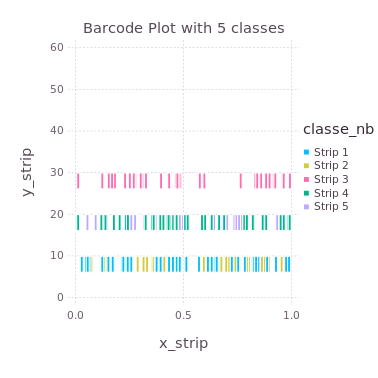 Barcode Plot with 5 classes
60
50
40
30
20
10
0
y_strip
0.0 0.5 1.0
x_strip
classe_nb
Strip 1
Strip 2
Strip 3
Strip 4
Strip 5